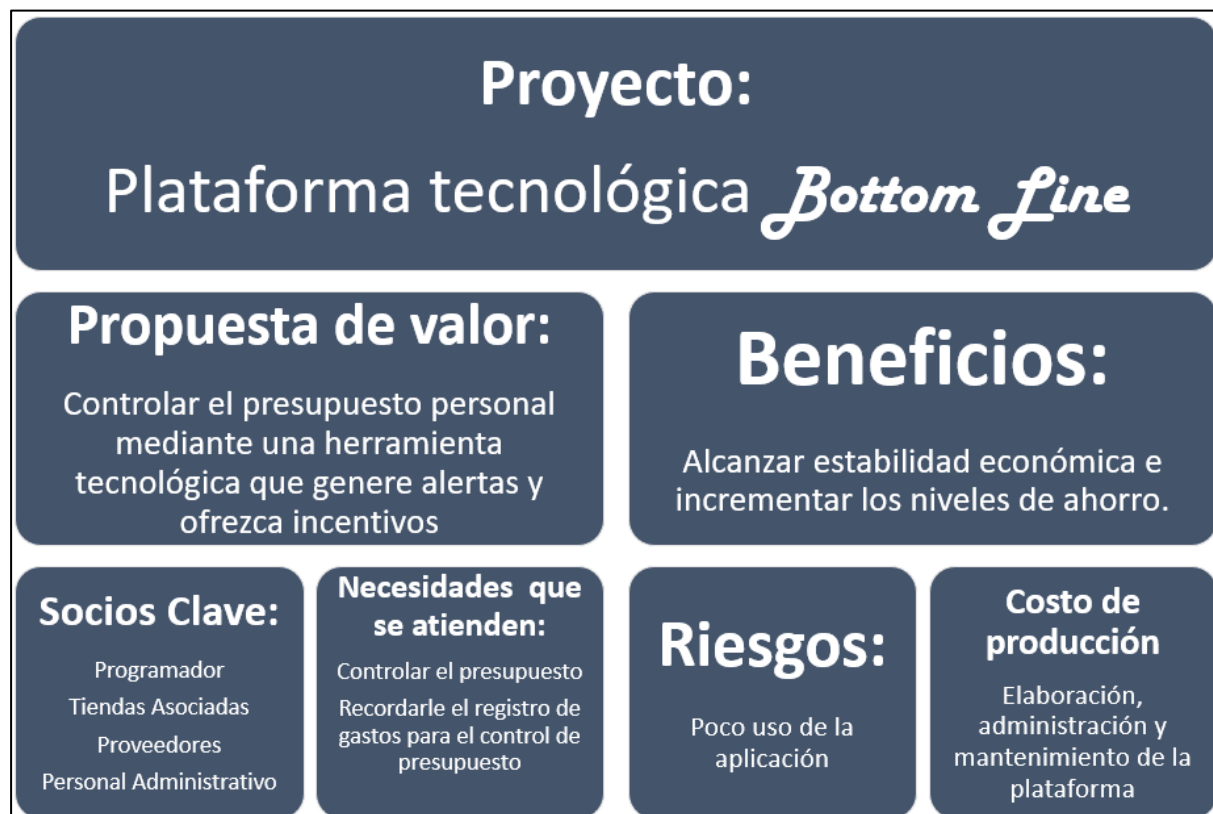 Proyecto:
Plataforma tecnológica Bottom Line
Propuesta de valor:
Controlar el presupuesto personal
mediante una herramienta
tecnológica que genere alertas y
ofrezca incentivos
Beneficios:
Alcanzar estabilidad económica e
incrementar los niveles de ahorro.
Socios Clave:
Programador
Tiendas Asociadas
Proveedores
Personal Administrativo
Necesidades que
se atienden:
Controlar el presupuesto
Recordarle el registro de
gastos para el control de
presupuesto
Riesgos:
Poco uso de la
aplicación
Costo de
producción
Elaboración,
administración y
mantenimiento de la
plataforma